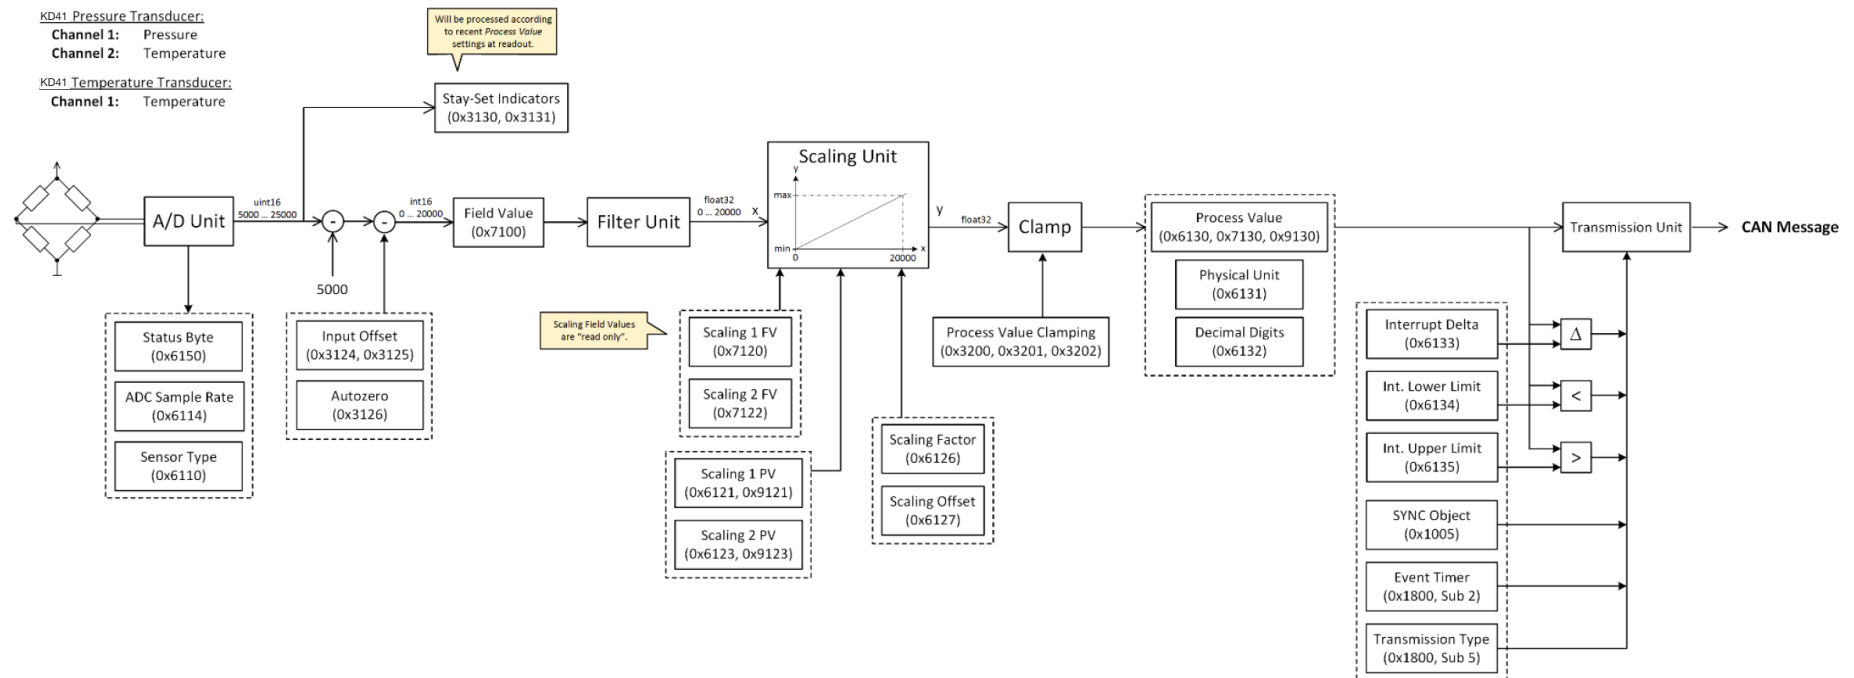 KD41 Pressure Transducer:
Channel 1: Pressure
Channel 2: Temperature
KD41 Temperature Transducer:
Channel 1: Temperature
Will be processed according
to recent Process Value
settings at readout.
Stay-Set Indicators
(0x3130, 0x3131)
A/D Unit
uint16
5000 ... 25000
-
-
5000
int16
0 ... 20000
Field Value
(0x7100)
Filter Unit
float32
0 ... 20000
x
Scaling Unit
y
max
min
0
20000
x
y
float32
Clamp
Process Value
(0x6130, 0x7130, 0x9130)
Physical Unit
(0x6131)
Decimal Digits
(0x6132)
Transmission Unit
CAN Message
Status Byte
(0x6150)
ADC Sample Rate
(0x6114)
Sensor Type
(0x6110)
Input Offset
(0x3124, 0x3125)
Autozero
(0x3126)
Scaling Field Values
are "read only".
Scaling 1 FV
(0x7120)
Scaling 2 FV
(0x7122)
Scaling 1 PV
(0x6121, 0x9121)
Scaling 2 PV
(0x6123, 0x9123)
Scaling Factor
(0x6126)
Scaling Offset
(0x6127)
Process Value Clamping
(0x3200, 0x3201, 0x3202)
Interrupt Delta
(0x6133)
Δ
Int. Lower Limit
(0x6134)
<
Int. Upper Limit
(0x6135)
>
SYNC Object
(0x1005)
Event Timer
(0x1800, Sub 2)
Transmission Type
(0x1800, Sub 5)